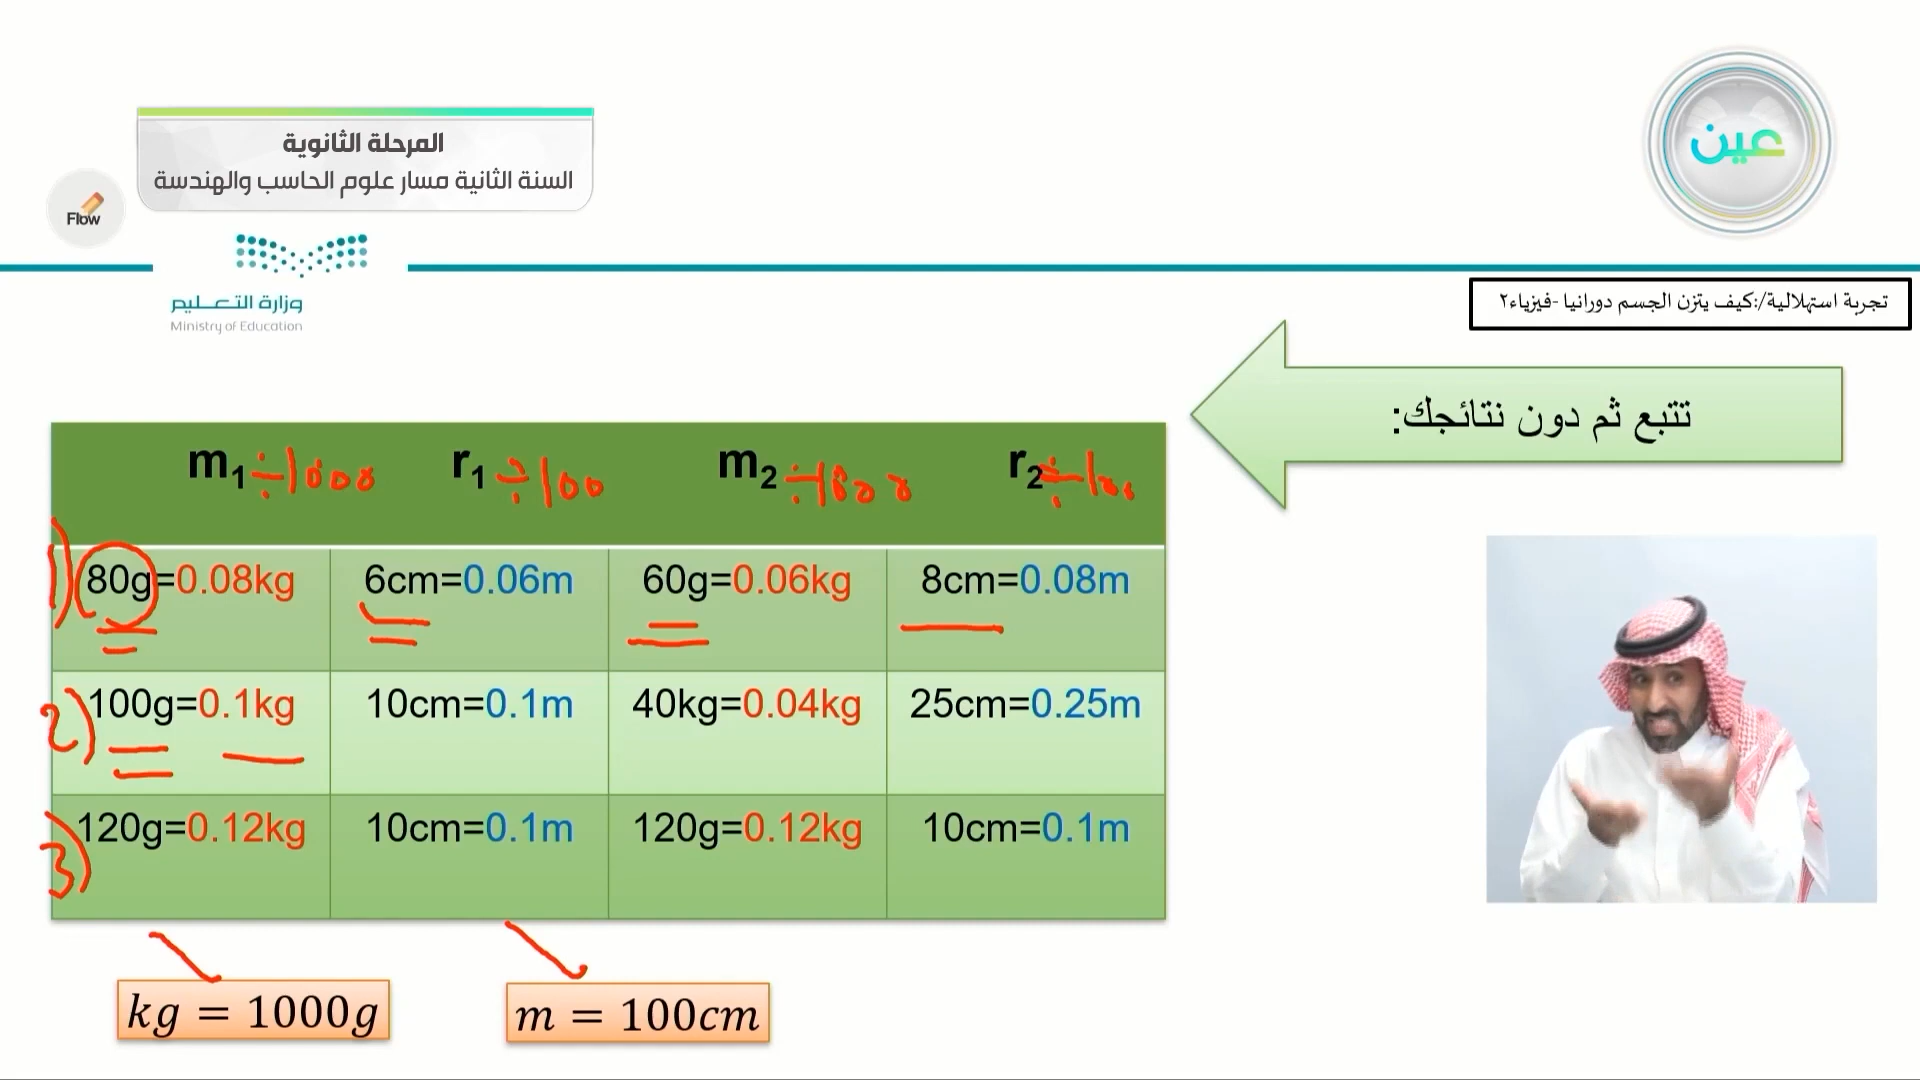 المرحلة الثانوية
السنة الثانية مسار علوم الحاسب والهندسة
عين
Flow
وزارة التعليم
Ministry of Education
تجربة استهلالية/:كيف يتزن الجسم دورانيا -فيزياء٢
تتبع ثم دون نتائجك:
m₁ ÷1000 r₁ ÷100 m₂ ÷1000 r₂ ÷100
1) 80g=0.08kg 6cm=0.06m 60g=0.06kg 8cm=0.08m
2) 100g=0.1kg 10cm=0.1m 40kg=0.04kg 25cm=0.25m
3) 120g=0.12kg 10cm=0.1m 120g=0.12kg 10cm=0.1m
kg = 1000g
m = 100cm